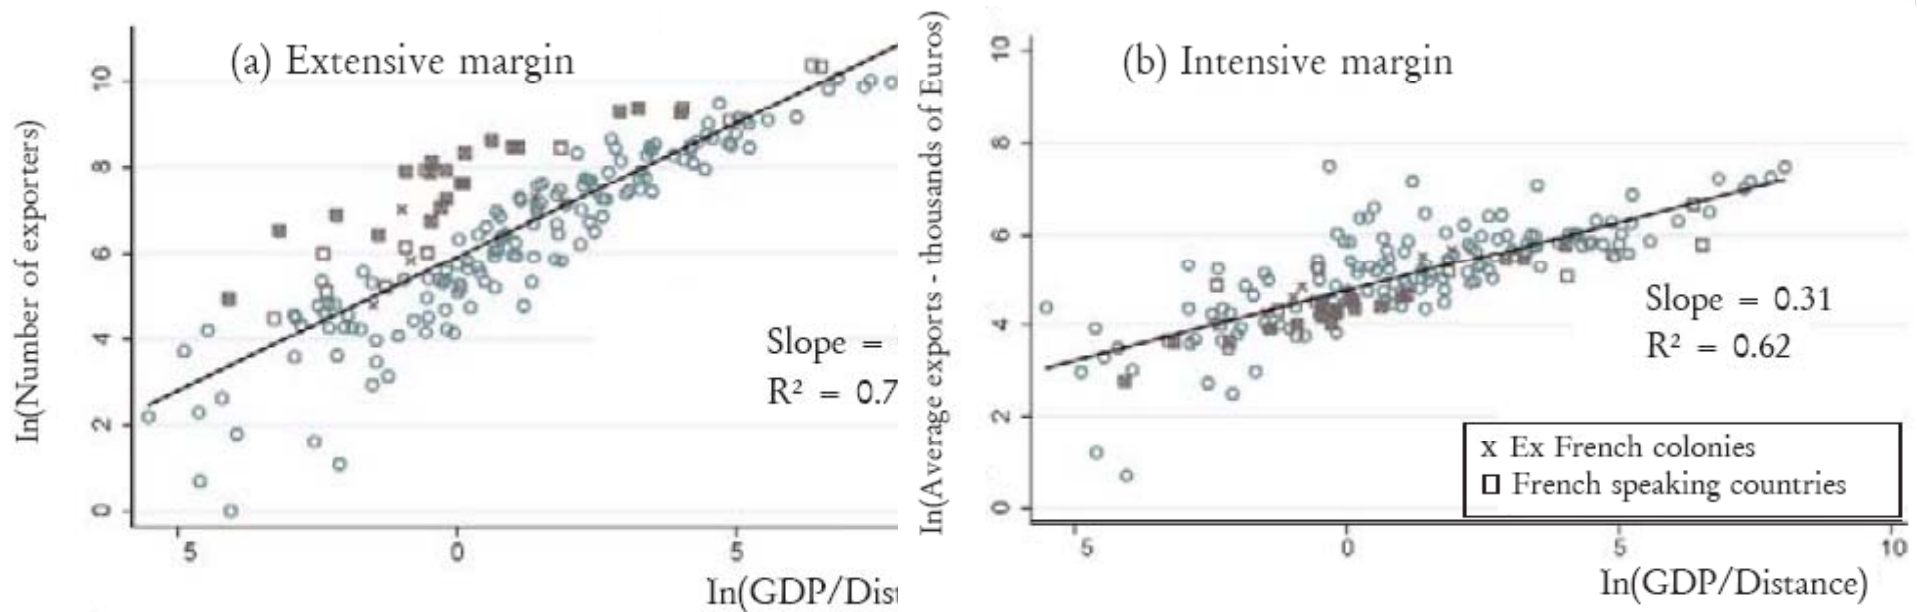 (a) Extensive margin
ln(Number of exporters)
10
8
6
4
2
0
Slope =
R² = 0.7
5 0 5
ln(GDP/Dist
(b) Intensive margin
ln(Average exports - thousands of Euros)
10
8
6
4
2
0
Slope = 0.31
R² = 0.62
x Ex French colonies
□ French speaking countries
5 0 5 10
ln(GDP/Distance)